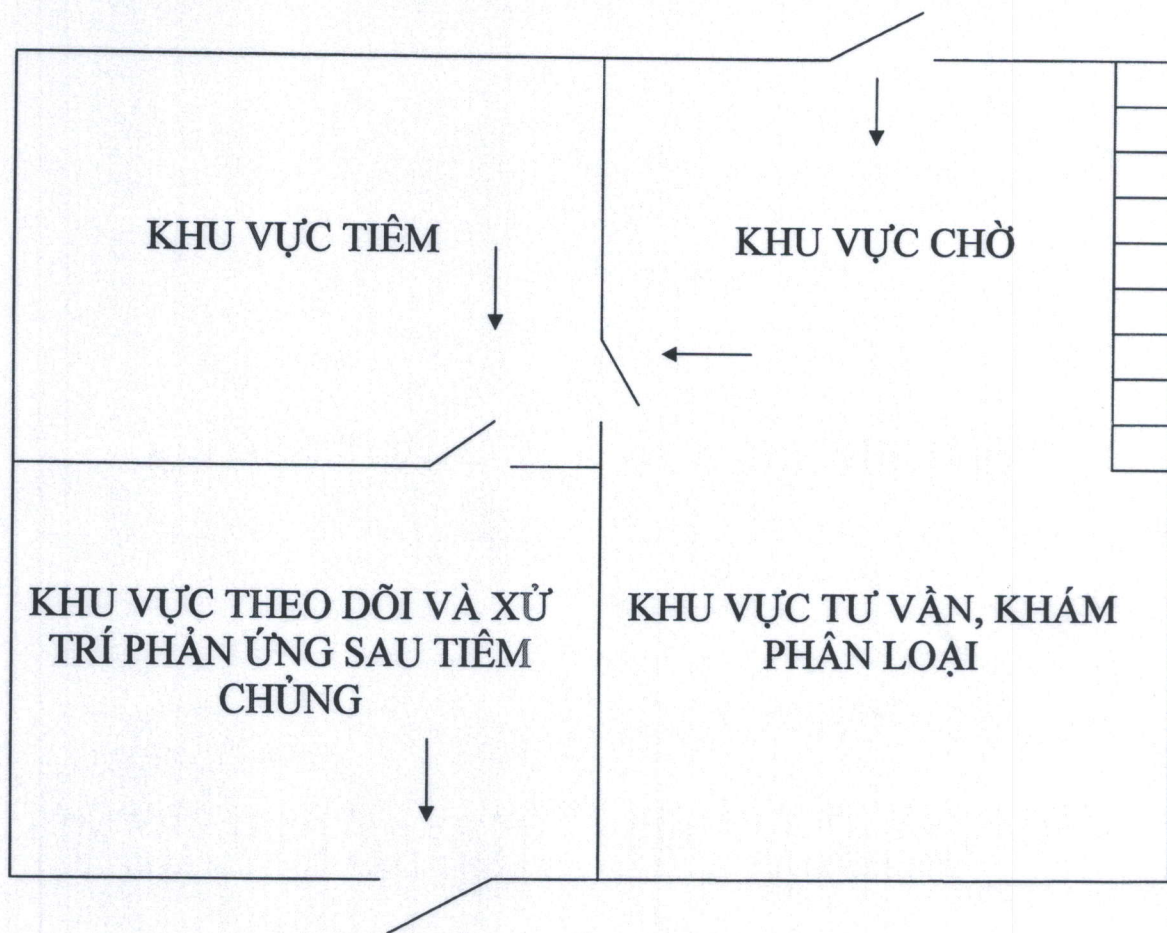 KHU VỰC TIÊM
KHU VỰC CHỜ
KHU VỰC THEO DÕI VÀ XỬ
TRÍ PHẢN ỨNG SAU TIÊM
CHỦNG
KHU VỰC TƯ VẤN, KHÁM
PHÂN LOẠI